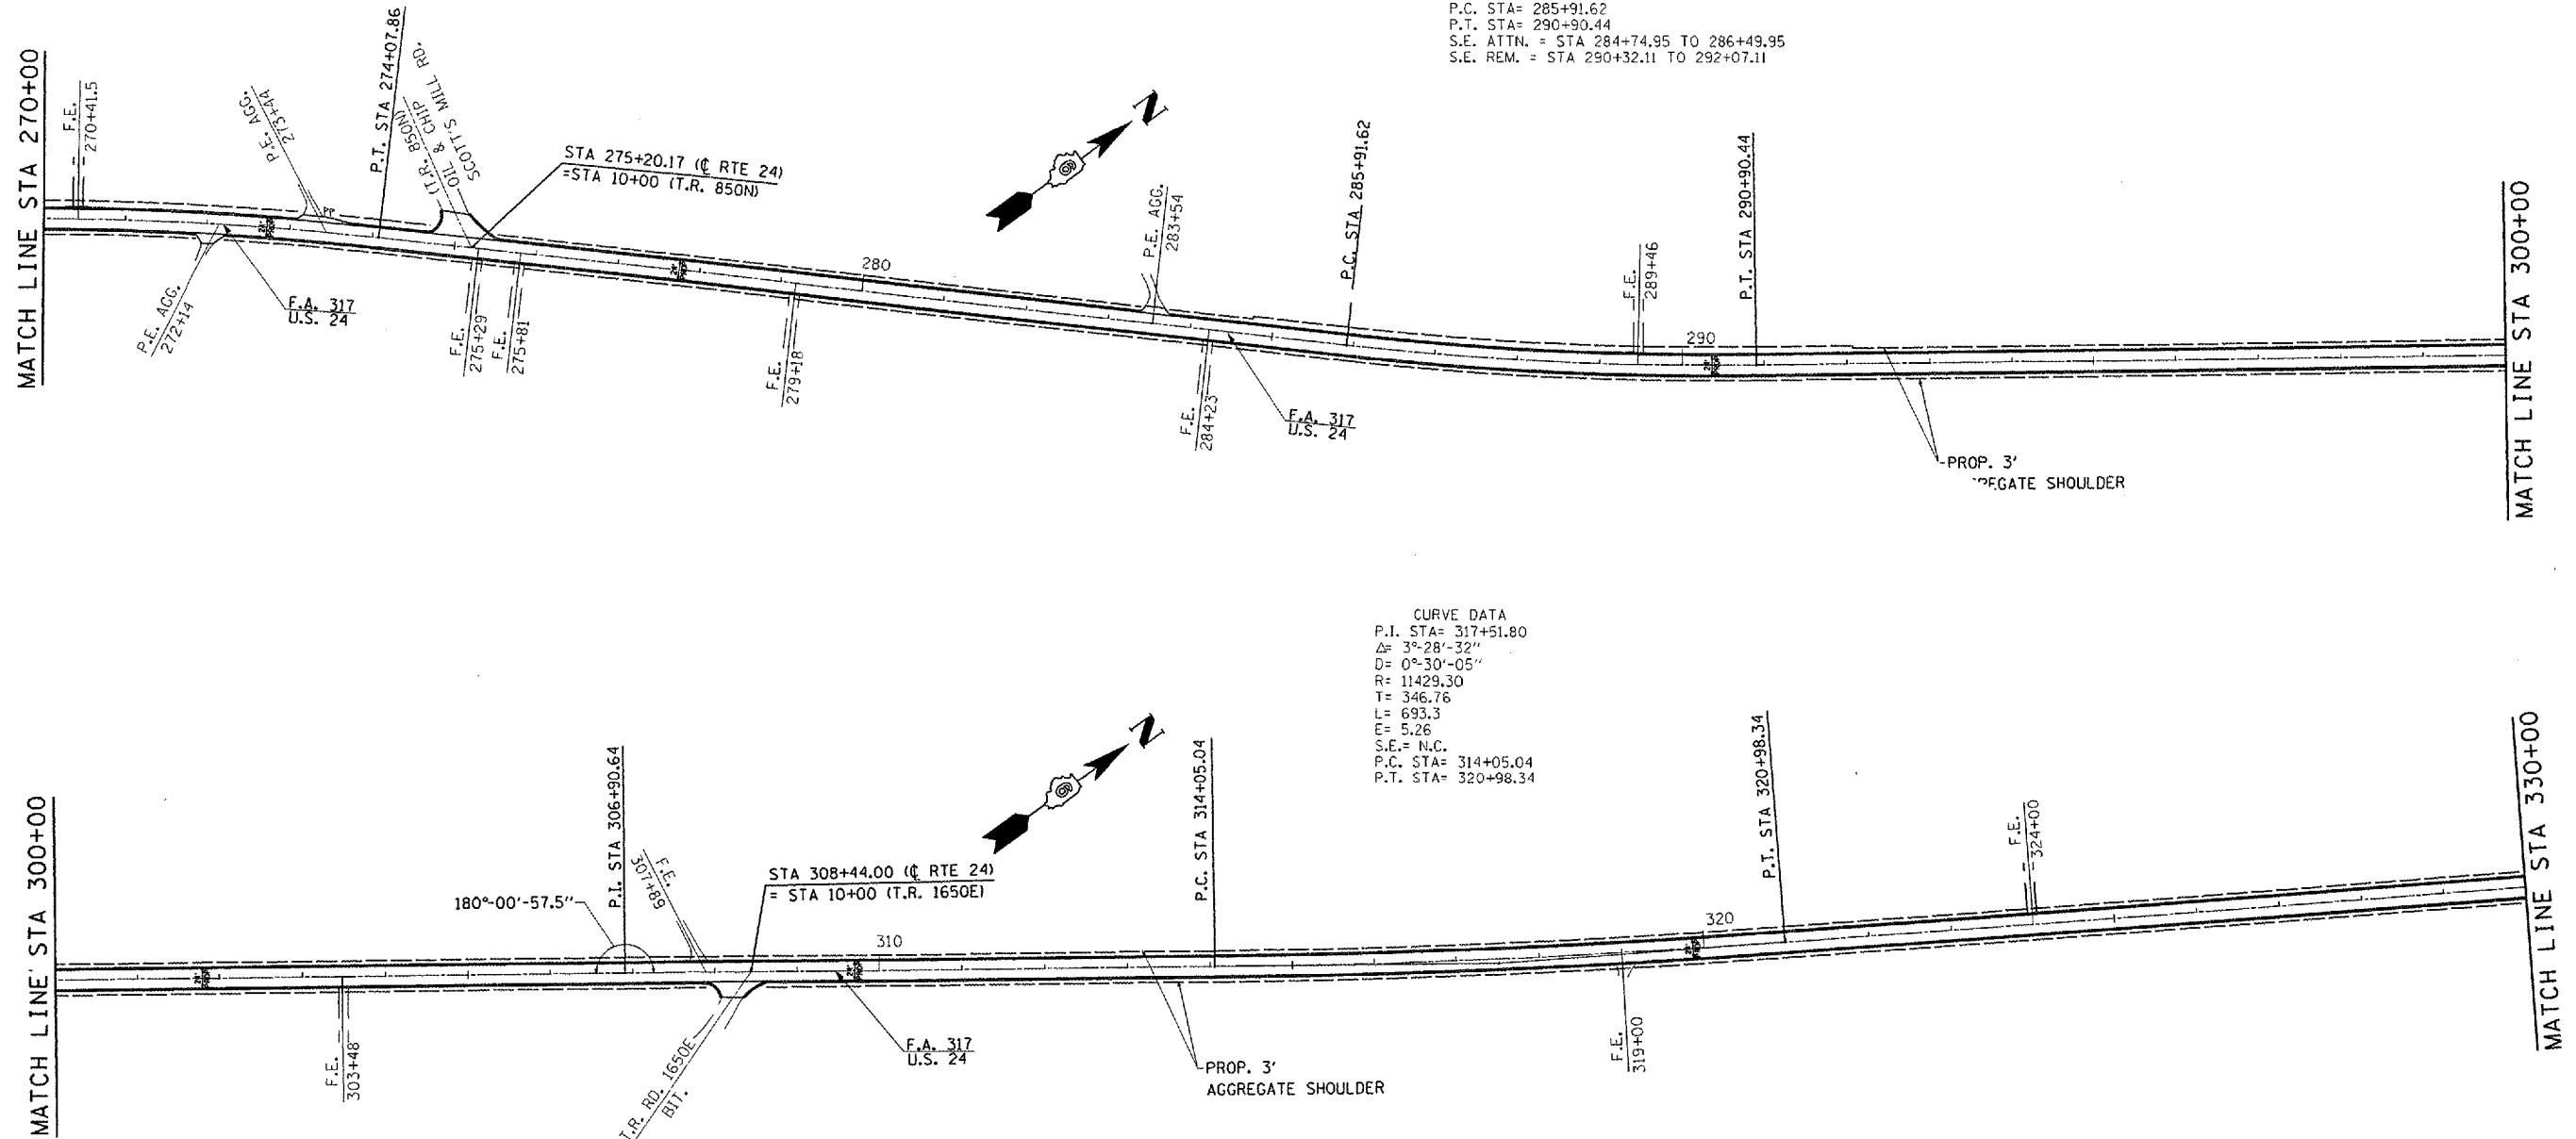 P.C. STA= 285+91.62
P.T. STA= 290+90.44
S.E. ATTN. = STA 284+74.95 TO 286+49.95
S.E. REM. = STA 290+32.11 TO 292+07.11
MATCH LINE STA 270+00
F.E.
270+41.5
P.E. AGG.
273+44
P.T. STA 274+07.86
(T.R. 850N)
OIL & CHIP
SCOTT'S MILL RD.
STA 275+20.17 (℄ RTE 24)
=STA 10+00 (T.R. 850N)
N
PP
P.E. AGG.
272+14
F.A. 317
U.S. 24
F.E.
275+29
F.E.
275+81
F.E.
279+18
280
P.E. AGG.
283+54
F.E.
284+23
F.A. 317
U.S. 24
P.C. STA 285+91.62
F.E.
289+46
290
P.T. STA 290+90.44
PROP. 3'
REGATE SHOULDER
MATCH LINE STA 300+00
CURVE DATA
P.I. STA= 317+51.80
Δ= 3°-28'-32"
D= 0°-30'-05"
R= 11429.30
T= 346.76
L= 693.3
E= 5.26
S.E.= N.C.
P.C. STA= 314+05.04
P.T. STA= 320+98.34
MATCH LINE STA 300+00
F.E.
303+48
180°-00'-57.5"
P.I. STA 306+90.64
F.E.
307+89
STA 308+44.00 (℄ RTE 24)
= STA 10+00 (T.R. 1650E)
N
T.R. RD. 1650E
BIT.
310
F.A. 317
U.S. 24
P.C. STA 314+05.04
PROP. 3'
AGGREGATE SHOULDER
F.E.
319+00
320
P.T. STA 320+98.34
F.E.
324+00
MATCH LINE STA 330+00